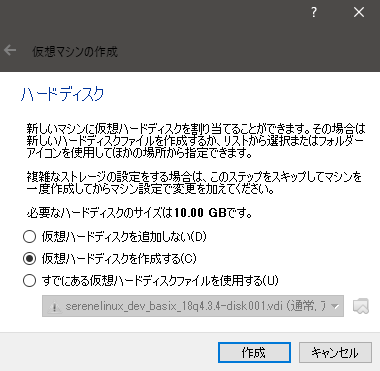 ?
仮想マシンの作成
ハードディスク
新しいマシンに仮想ハードディスクを割り当てることができます。その場合は
新しいハードディスクファイルを作成するか、リストから選択またはフォルダー
アイコンを使用してほかの場所から指定できます。
複雑なストレージの設定をする場合は、このステップをスキップしてマシンを
一度作成してからマシン設定で変更を加えてください。
必要なハードディスクのサイズは10.00 GBです。
仮想ハードディスクを追加しない(D)
仮想ハードディスクを作成する(C)
すでにある仮想ハードディスクファイルを使用する(U)
serenelinux_dev_basix_18q4.3.4-disk001.vdi (通常,
作成
キャンセル